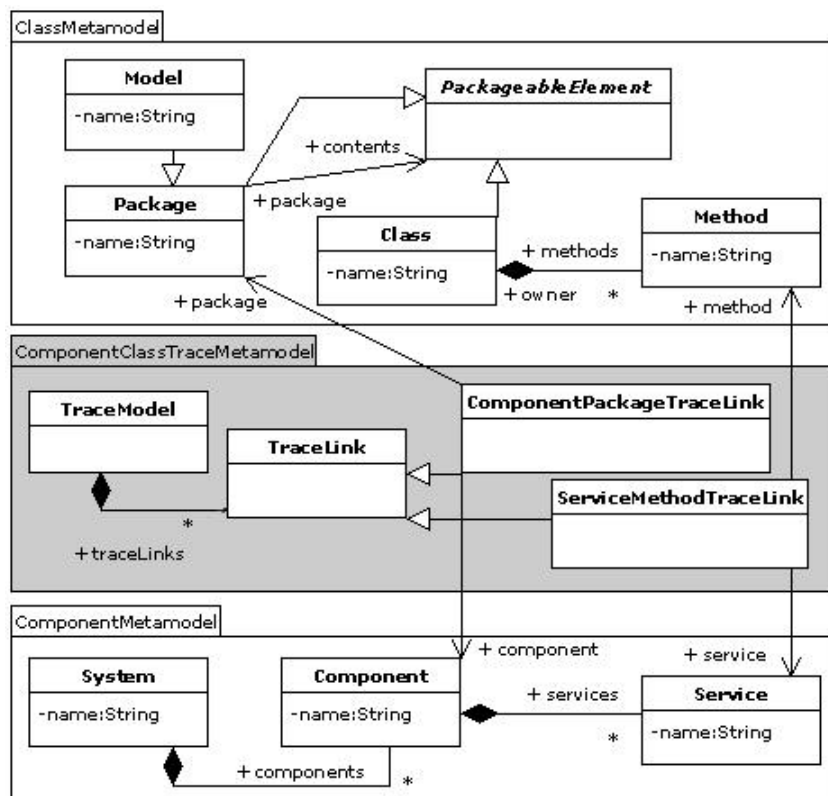 ClassMetamodel
Model
-name:String
PackageableElement
+ contents
+ package
Package
-name:String
Class
-name:String
+ methods
+ owner
*
Method
-name:String
+ package
+ method
ComponentClassTraceMetamodel
TraceModel
TraceLink
ComponentPackageTraceLink
ServiceMethodTraceLink
*
+ traceLinks
ComponentMetamodel
+ component
+ service
System
-name:String
Component
-name:String
+ services
*
Service
-name:String
+ components
*